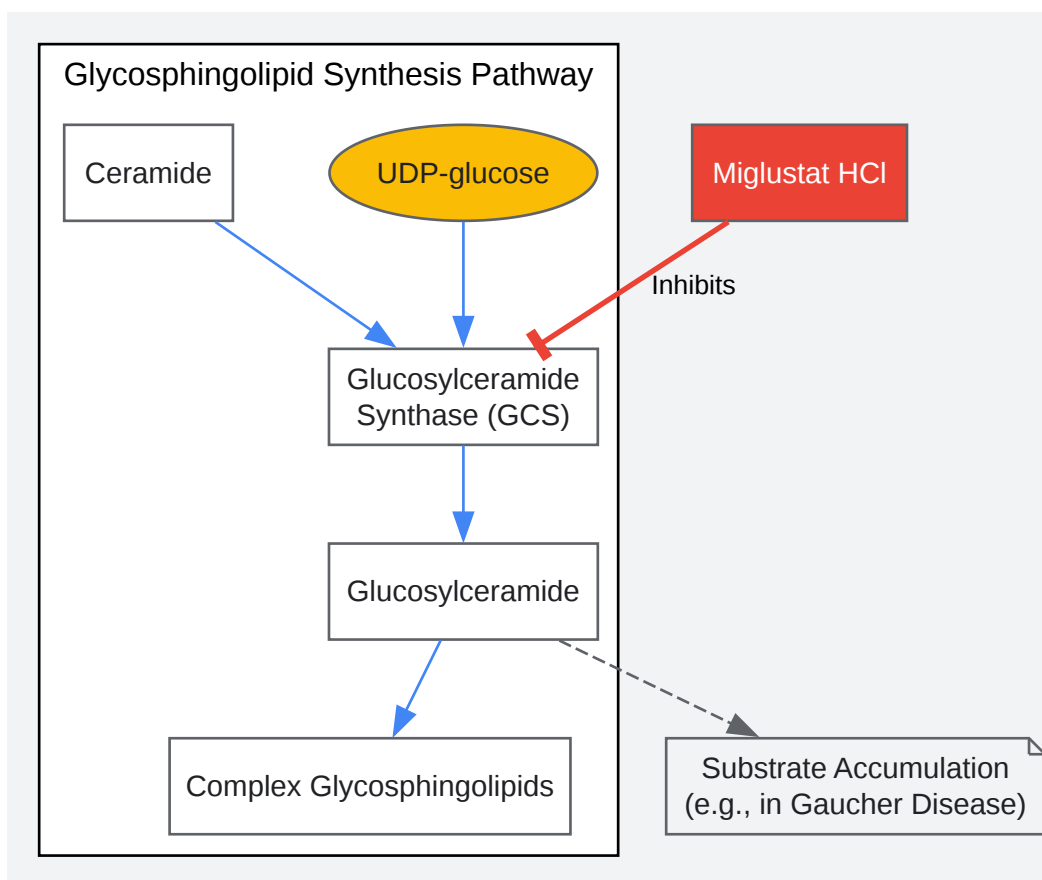 Glycosphingolipid Synthesis Pathway
Ceramide
UDP-glucose
Miglustat HCl
Inhibits
Glucosylceramide
Synthase (GCS)
Glucosylceramide
Complex Glycosphingolipids
Substrate Accumulation
(e.g., in Gaucher Disease)